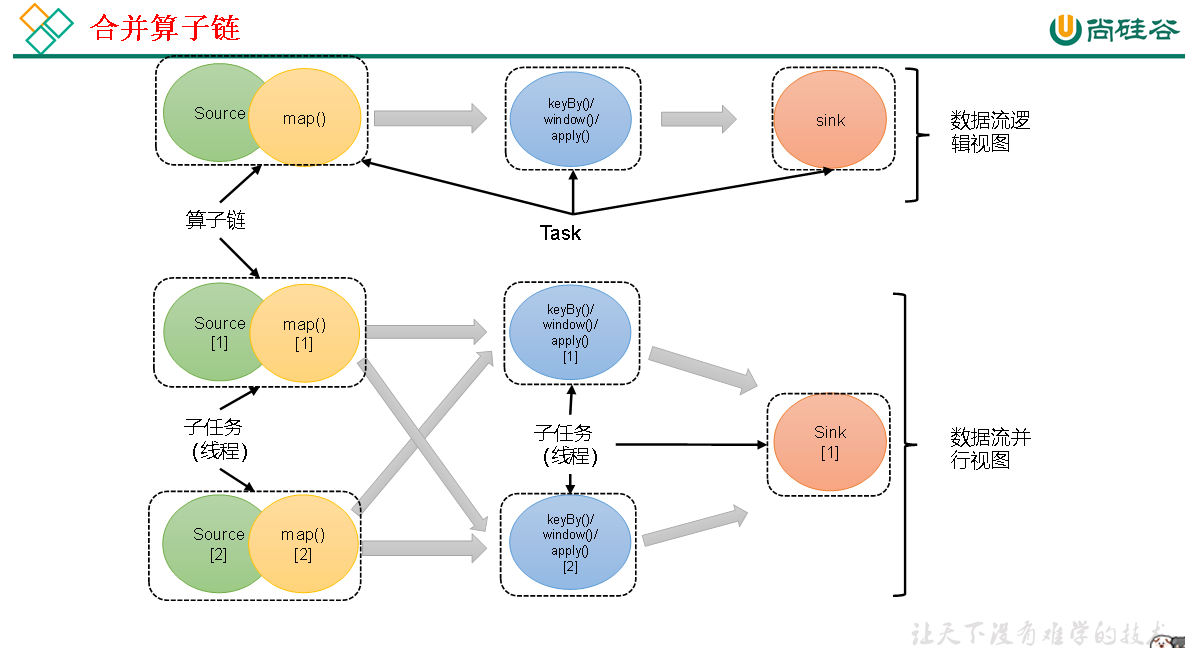 合并算子链
尚硅谷
Source
map()
keyBy()/
window()/
apply()
sink
数据流逻
辑视图
算子链
Task
Source
[1]
map()
[1]
keyBy()/
window()/
apply()
[1]
子任务
（线程）
子任务
（线程）
Sink
[1]
数据流并
行视图
Source
[2]
map()
[2]
keyBy()/
window()/
apply()
[2]
让天下没有难学的技术